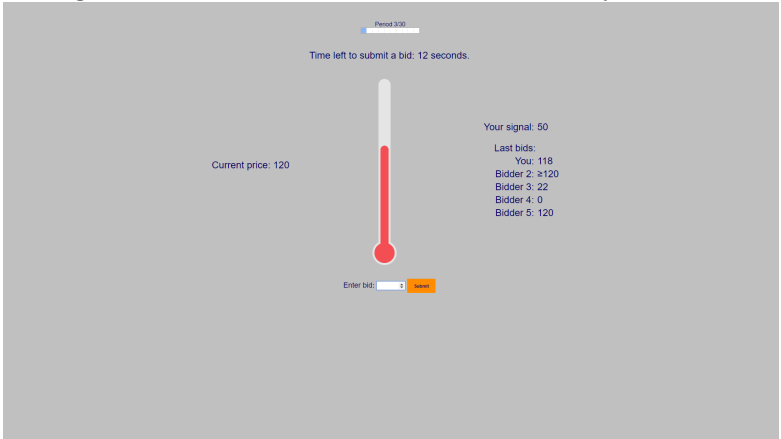 Period 3/30
Time left to submit a bid: 12 seconds.
Current price: 120
Your signal: 50
Last bids:
You: 118
Bidder 2: ≥120
Bidder 3: 22
Bidder 4: 0
Bidder 5: 120
Enter bid:
Submit